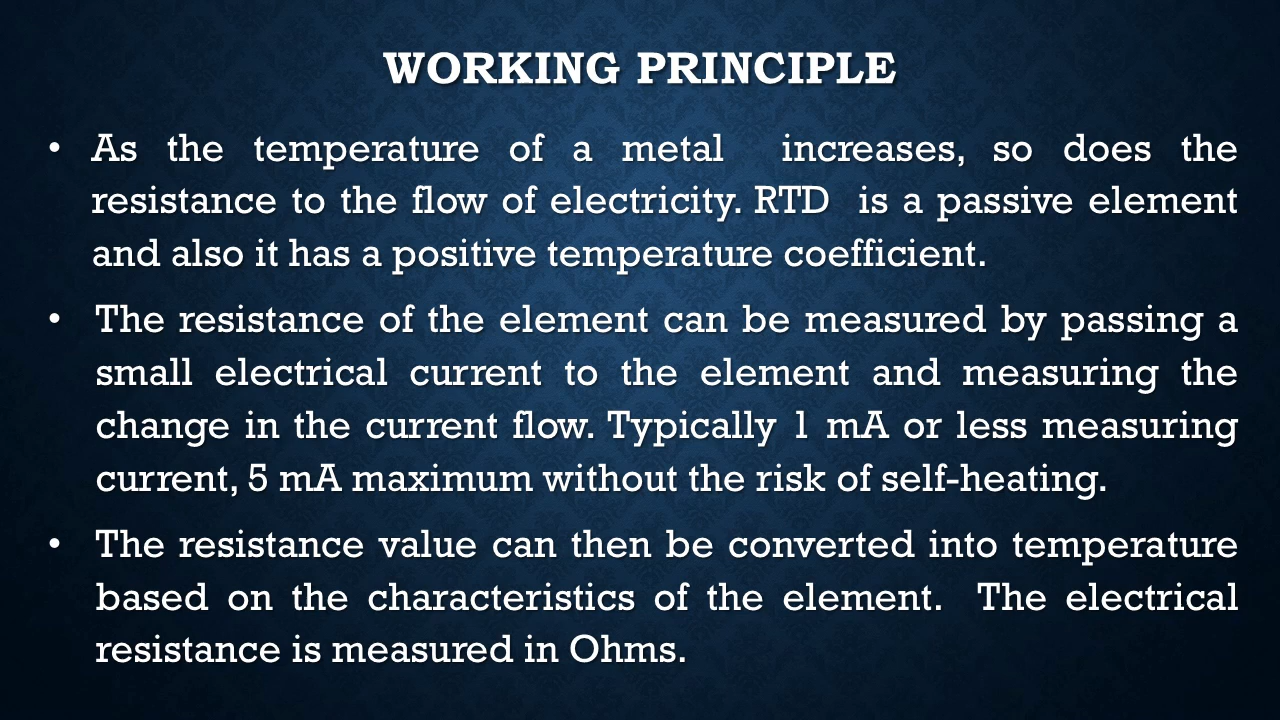 WORKING PRINCIPLE
• As the temperature of a metal increases, so does the
resistance to the flow of electricity. RTD is a passive element
and also it has a positive temperature coefficient.
• The resistance of the element can be measured by passing a
small electrical current to the element and measuring the
change in the current flow. Typically 1 mA or less measuring
current, 5 mA maximum without the risk of self-heating.
• The resistance value can then be converted into temperature
based on the characteristics of the element. The electrical
resistance is measured in Ohms.